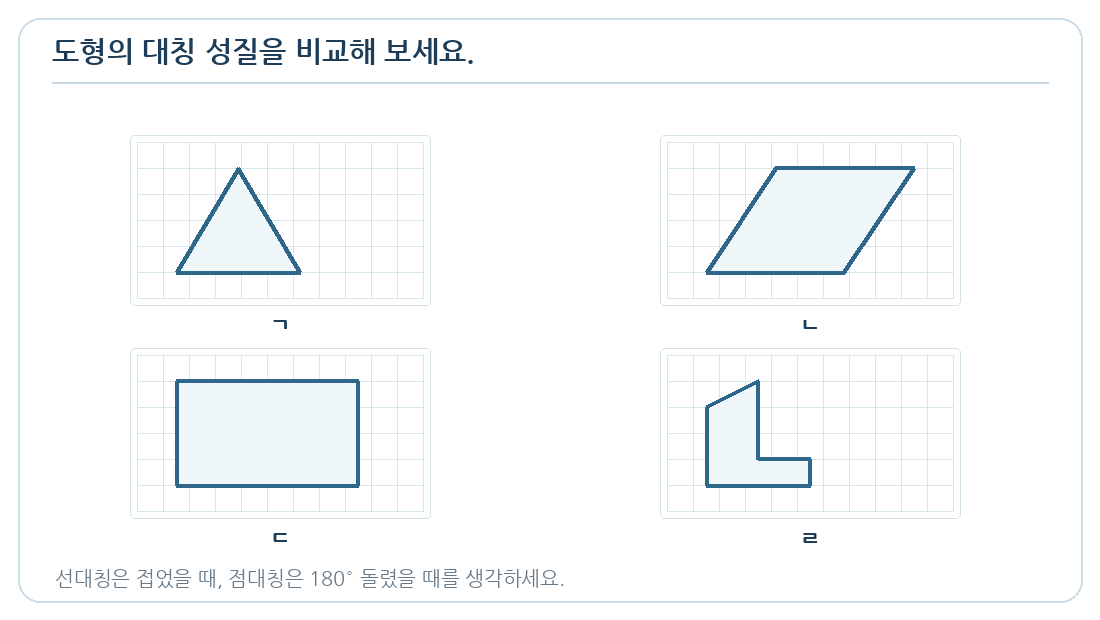 도형의 대칭 성질을 비교해 보세요.
ㄱ
ㄴ
ㄷ
ㄹ
선대칭은 접었을 때, 점대칭은 180° 돌렸을 때를 생각하세요.